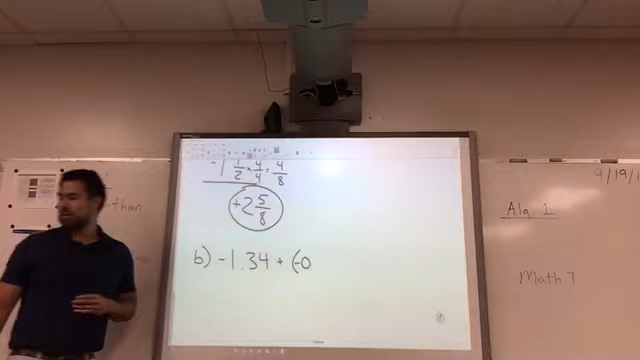 - 1 1/2 × 4/4 = 4/8
+2 5/8
b) -1.34 + (-0
than
9/19/1
Alg 1
Math 7